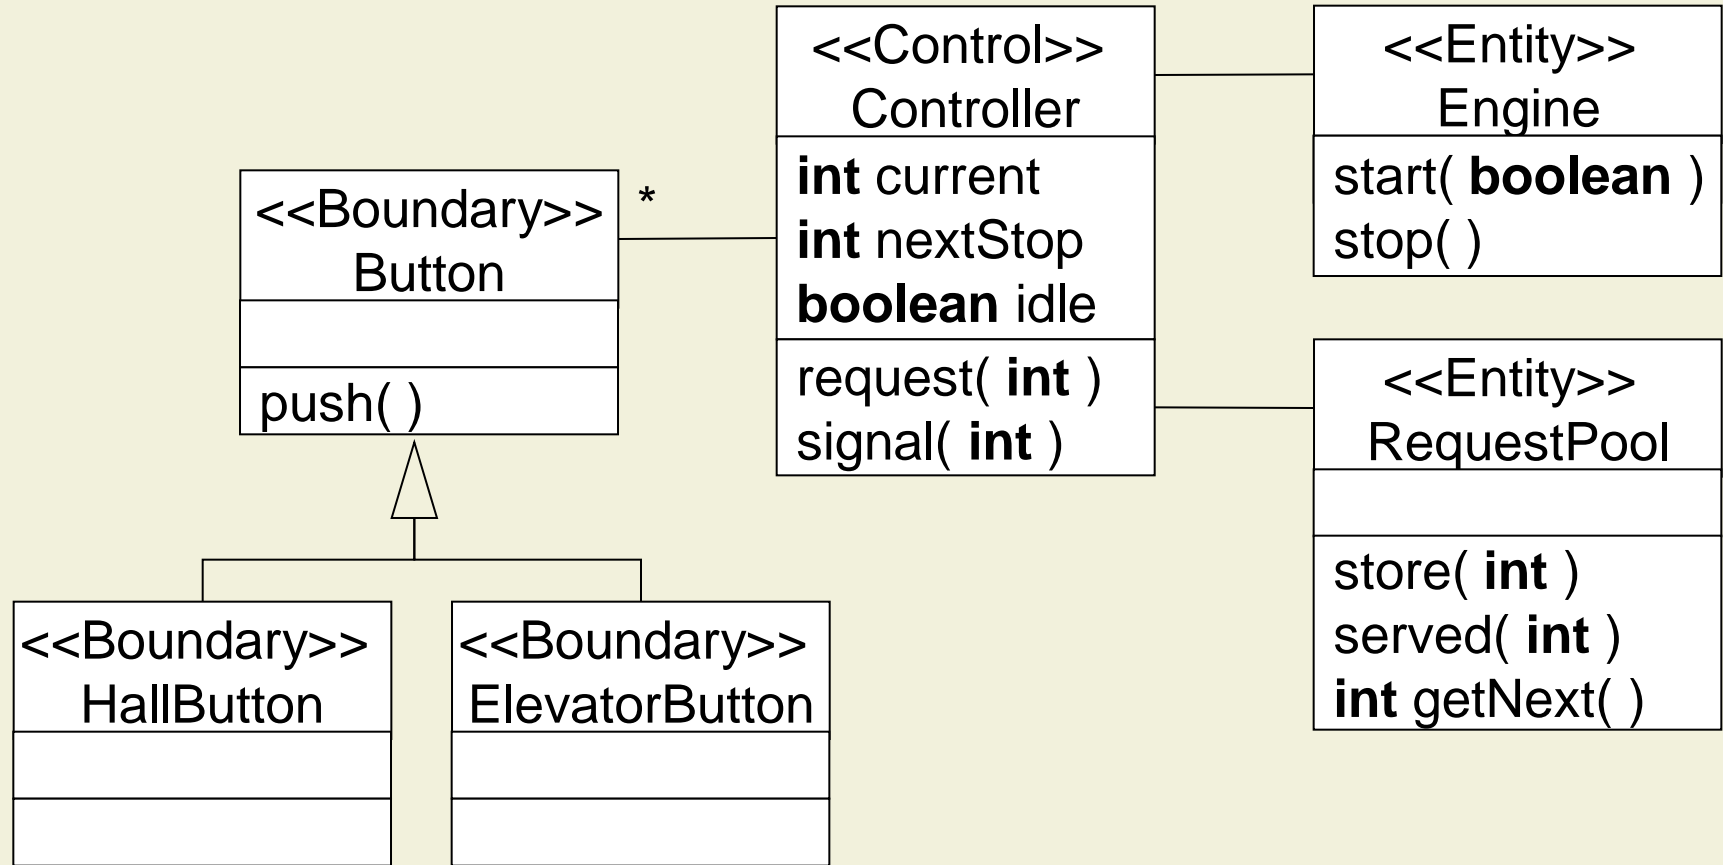 <<Control>>
Controller
int current
int nextStop
boolean idle
request( int )
signal( int )
<<Entity>>
Engine
start( boolean )
stop( )
<<Boundary>>
Button
push( )
*
<<Entity>>
RequestPool
store( int )
served( int )
int getNext( )
<<Boundary>>
HallButton
<<Boundary>>
ElevatorButton